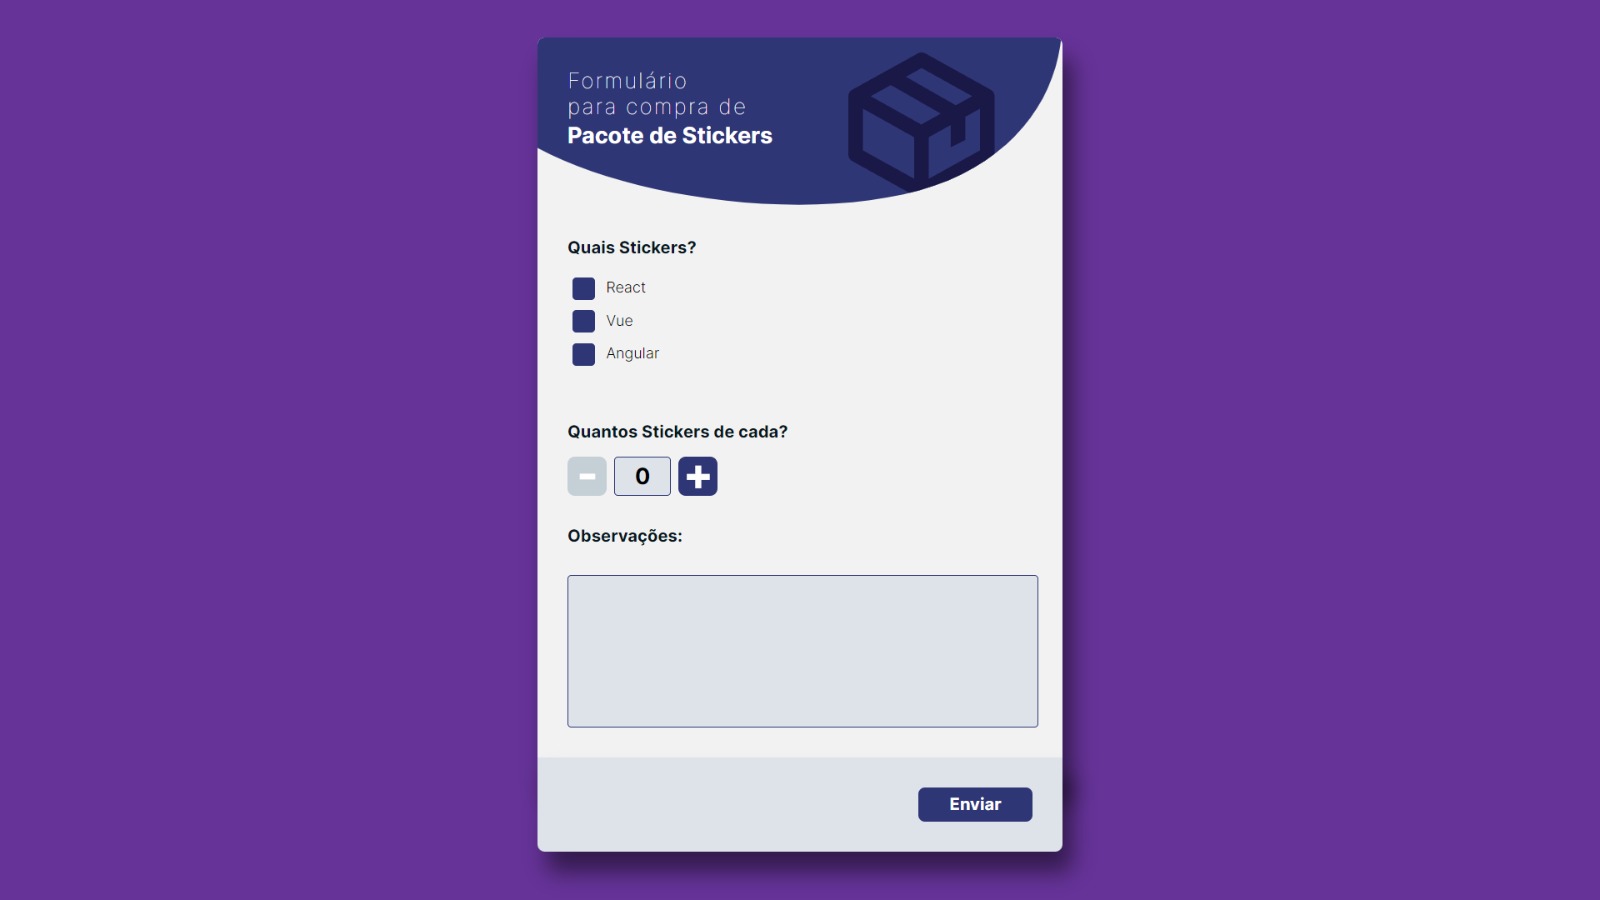 Formulário
para compra de
Pacote de Stickers
Quais Stickers?
React
Vue
Angular
Quantos Stickers de cada?
0
Observações:
Enviar